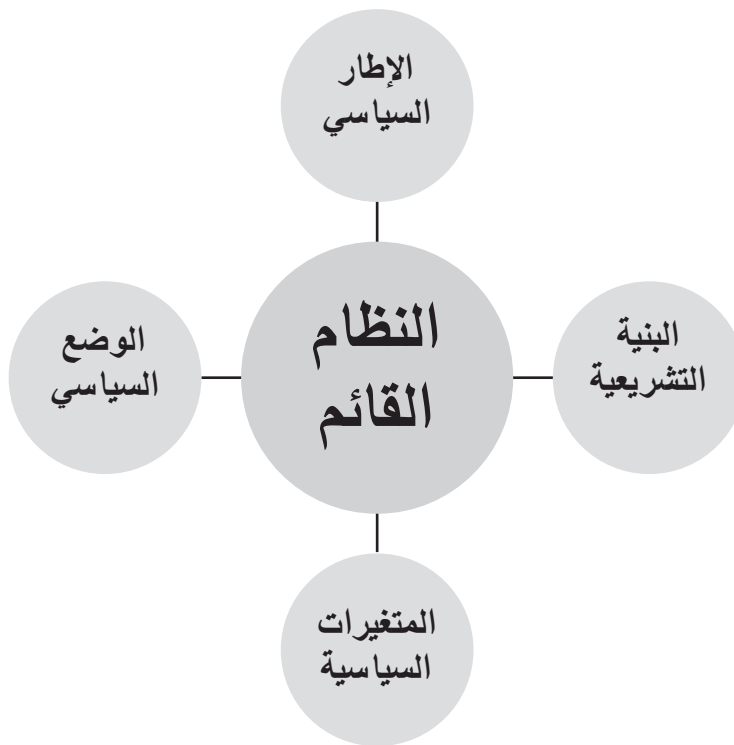 الإطار
السياسي
النظام
القائم
البنية
التشريعية
الوضع
السياسي
المتغيرات
السياسية